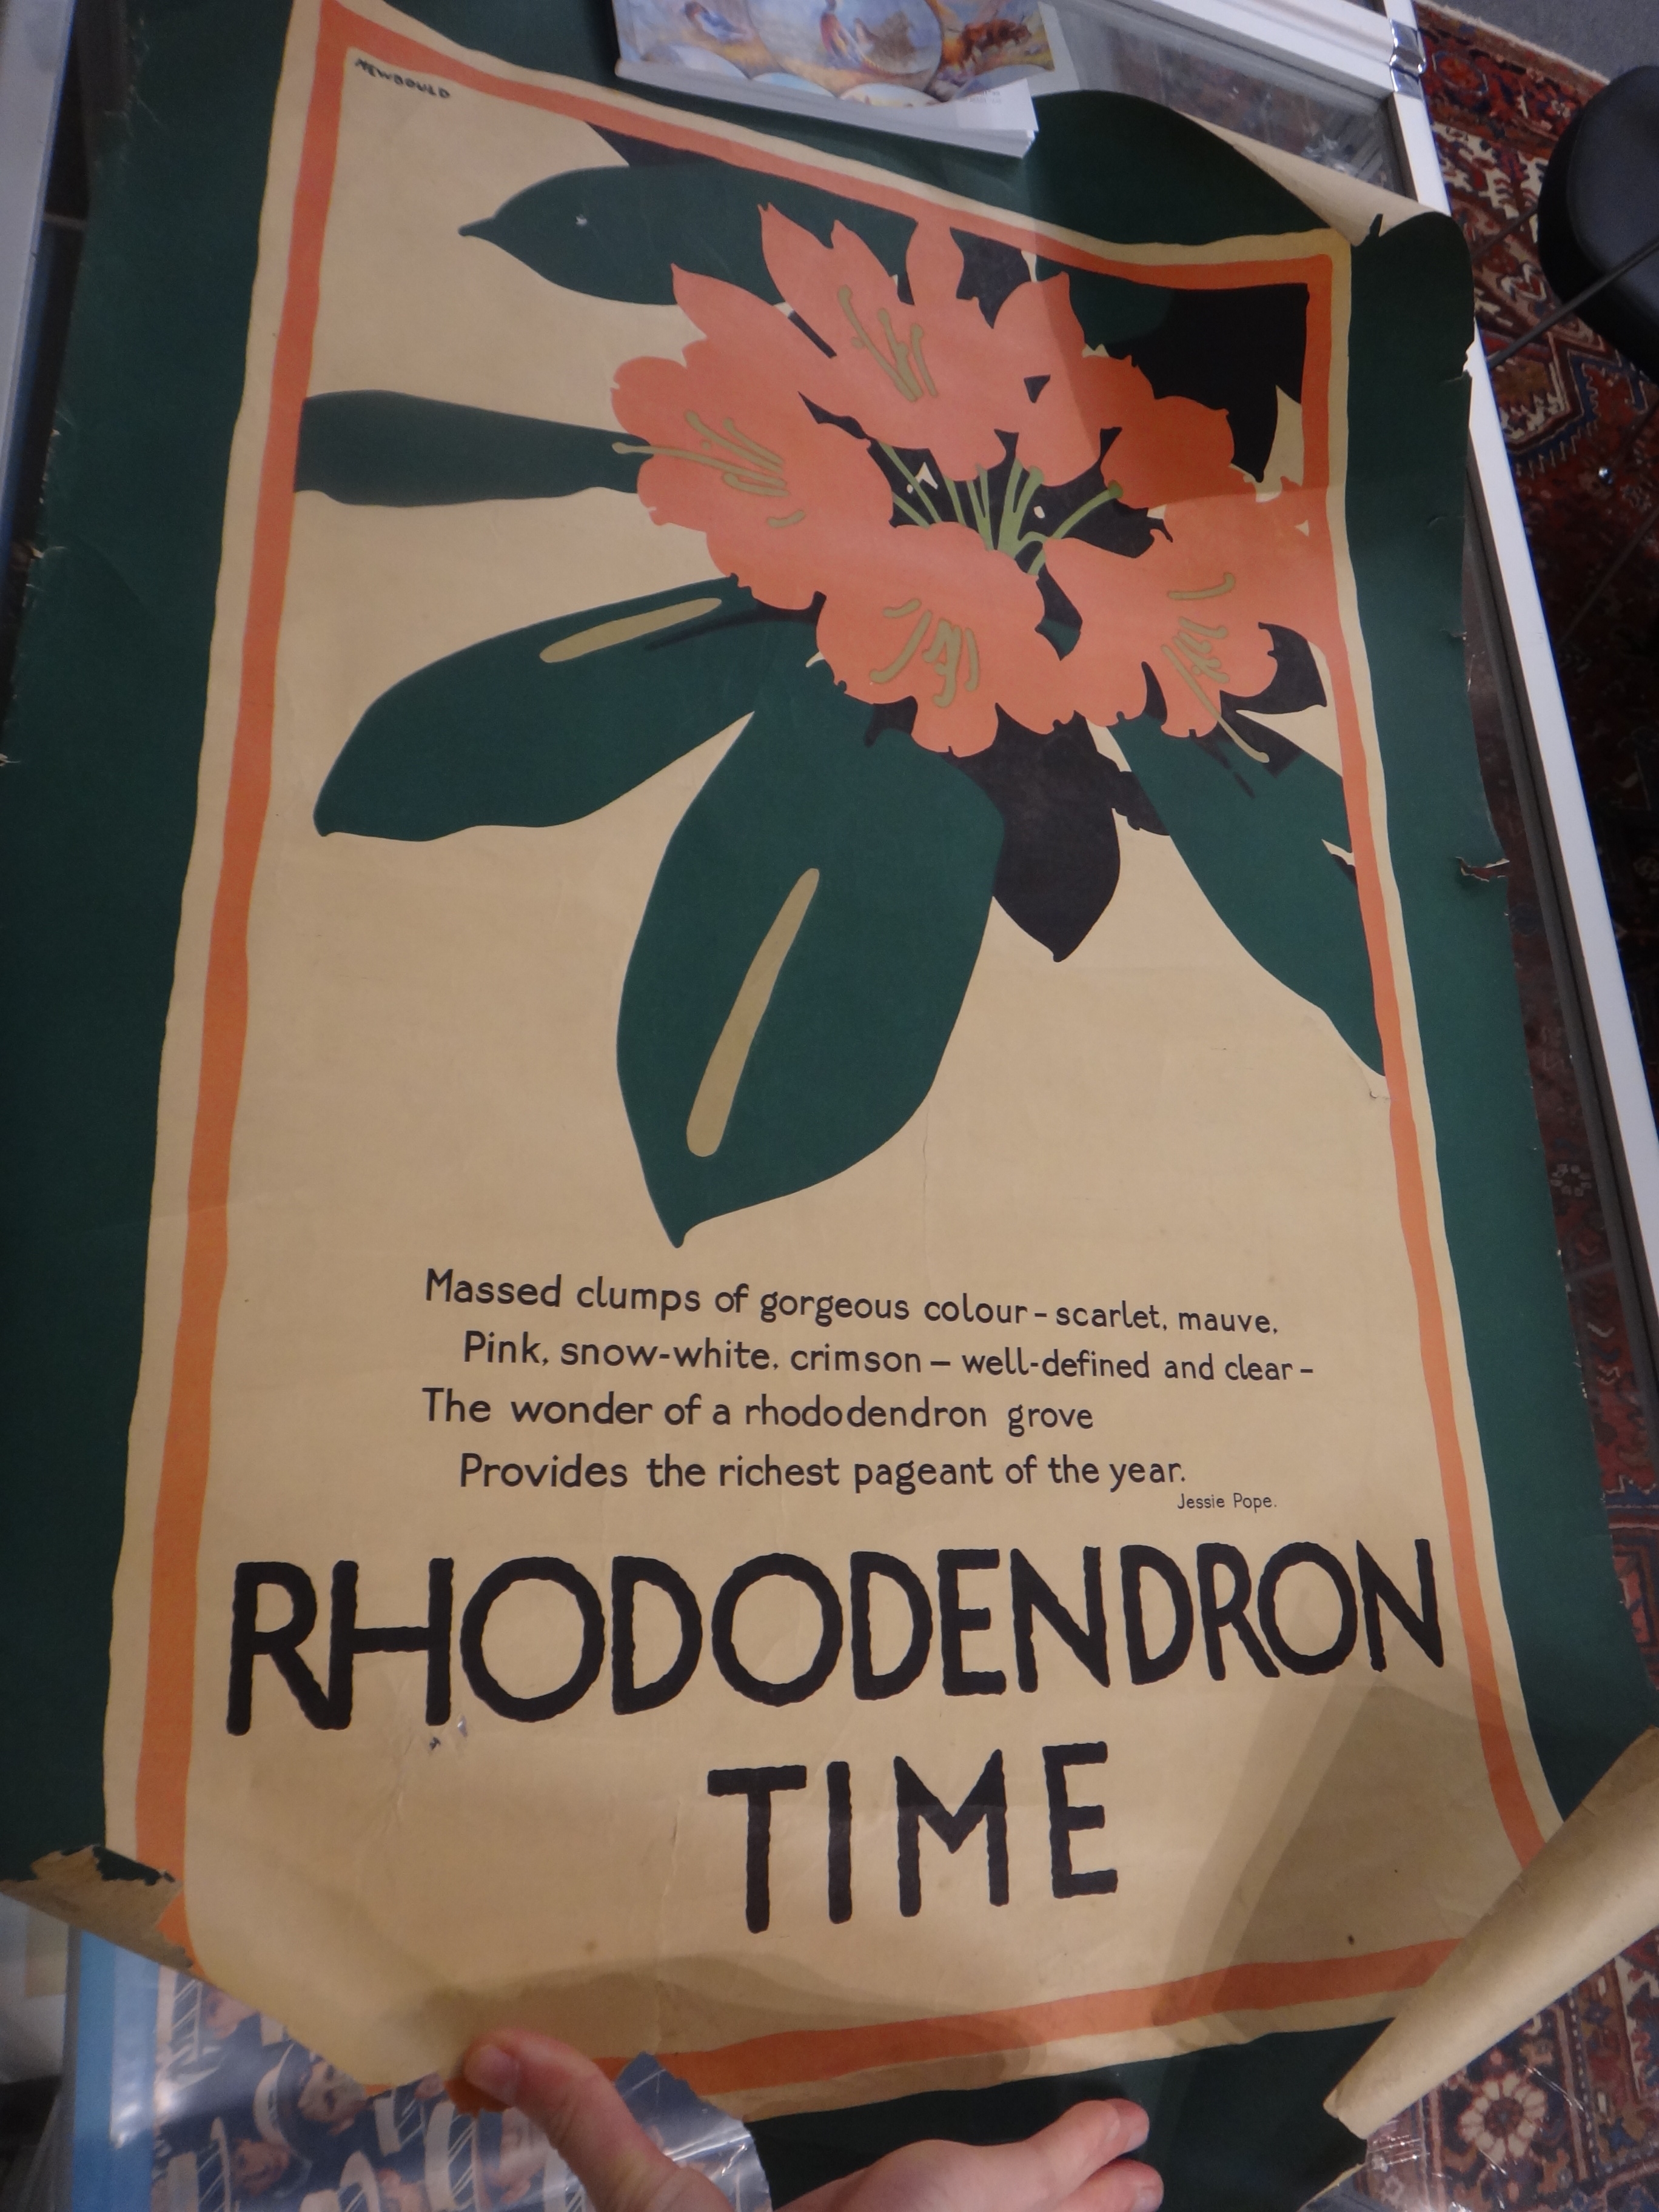 NEWBOULD
Massed clumps of gorgeous colour - scarlet, mauve,
Pink, snow-white, crimson – well-defined and clear -
The wonder of a rhododendron grove
Provides the richest pageant of the year.
Jessie Pope.
RHODODENDRON
TIME